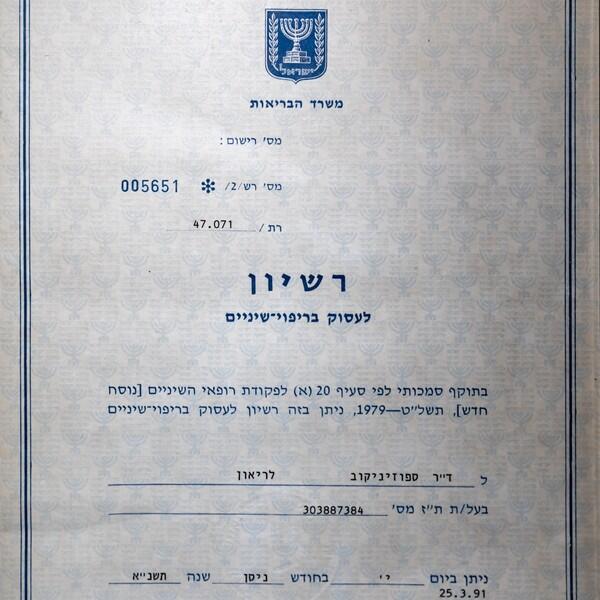 ישראל
משרד הבריאות
מס' רישום :
מס' רש/2/ ✻ 005651
רת / 47.071
רשיון
לעסוק בריפוי־שיניים
בתוקף סמכותי לפי סעיף 20 (א) לפקודת רופאי השיניים [נוסח
חדש], תשל״ט—1979, ניתן בזה רשיון לעסוק בריפוי־שיניים
ל ד״ר ספוזיניקוב לריאון
בעל/ת ת״ז מס' 303887384
ניתן ביום י' בחודש ניסן שנה תשנ״א
25.3.91